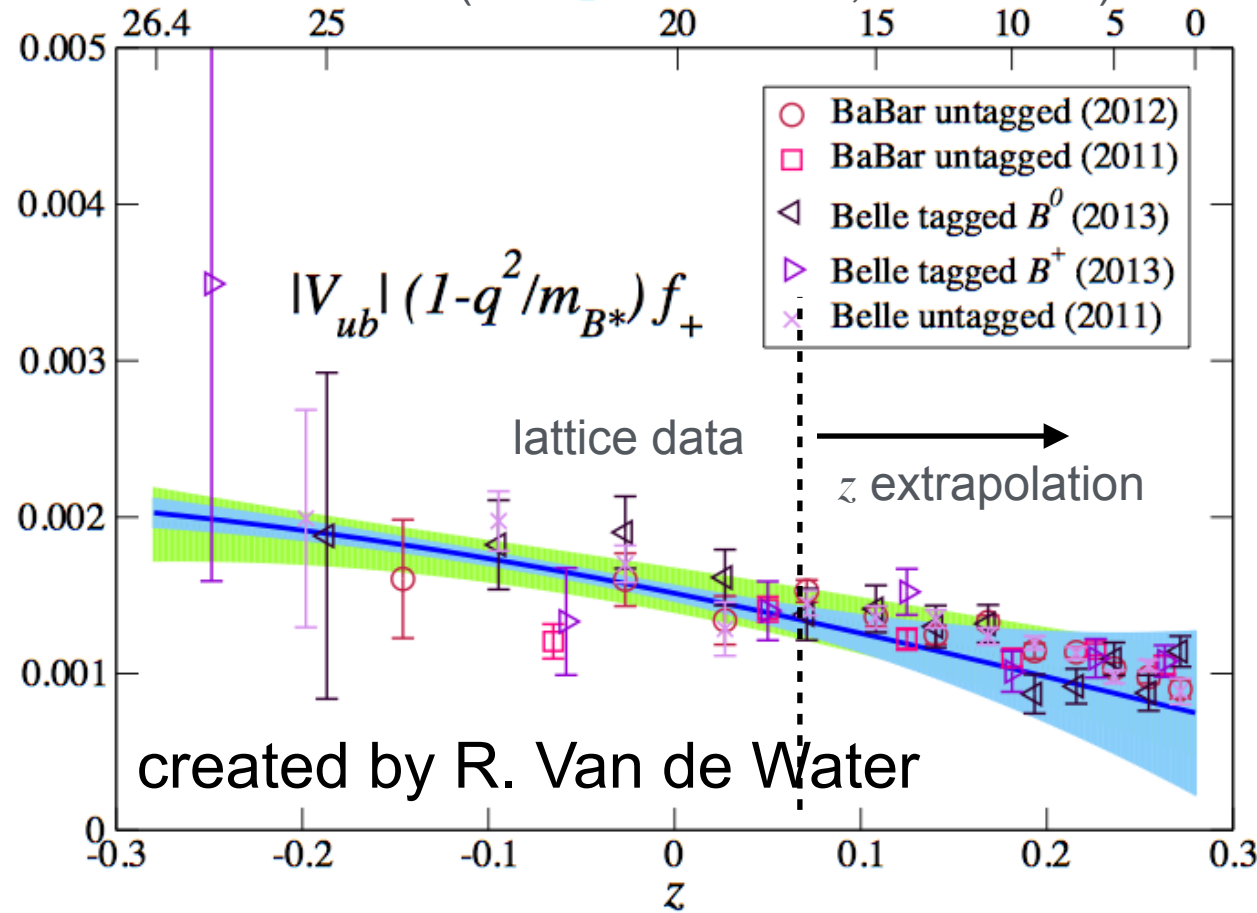 26.4 25 20 15 10 5 0
0.005
BaBar untagged (2012)
BaBar untagged (2011)
0.004
Belle tagged B⁰ (2013)
|V_ub| (1-q²/m_B*) f₊
Belle tagged B⁺ (2013)
Belle untagged (2011)
0.003
lattice data
z extrapolation
0.002
0.001
created by R. Van de Water
0
-0.3 -0.2 -0.1 0 0.1 0.2 0.3
z